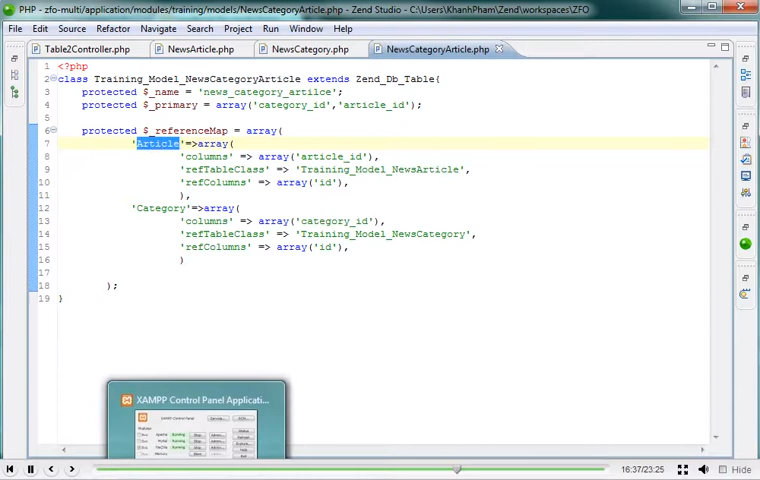 PHP - zfo-multi/application/modules/training/models/NewsCategoryArticle.php - Zend Studio - C:\Users\KhanhPham\Zend\workspaces\ZFO
File Edit Source Refactor Navigate Search Project Run Window Help
Table2Controller.php NewsArticle.php NewsCategory.php NewsCategoryArticle.php
1 <?php
2 class Training_Model_NewsCategoryArticle extends Zend_Db_Table{
3 protected $_name = 'news_category_artilce';
4 protected $_primary = array('category_id','article_id');
5
6 protected $_referenceMap = array(
7 'Article'=>array(
8 'columns' => array('article_id'),
9 'refTableClass' => 'Training_Model_NewsArticle',
10 'refColumns' => array('id'),
11 ),
12 'Category'=>array(
13 'columns' => array('category_id'),
14 'refTableClass' => 'Training_Model_NewsCategory',
15 'refColumns' => array('id'),
16 )
17
18 );
19 }
XAMPP Control Panel Applicati...
16:37/23:25 Hide